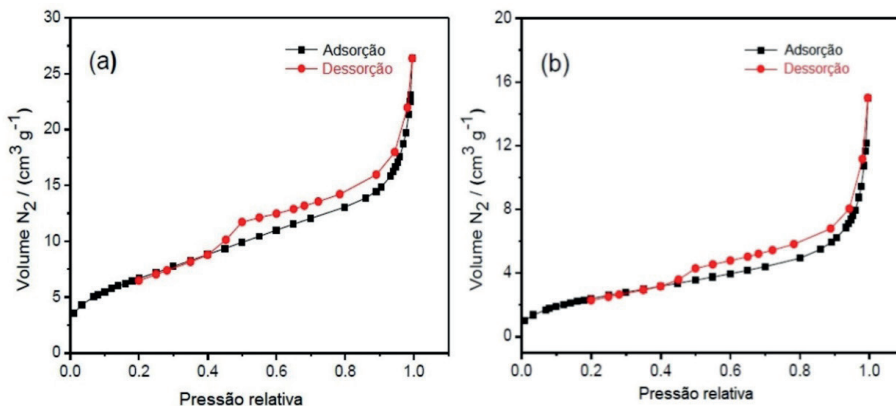 (a)
Adsorção
Dessorção
Volume N2 / (cm3 g-1)
30
25
20
15
10
5
0
0.0 0.2 0.4 0.6 0.8 1.0
Pressão relativa
(b)
Adsorção
Dessorção
Volume N2 / (cm3 g-1)
20
16
12
8
4
0
0.0 0.2 0.4 0.6 0.8 1.0
Pressão relativa